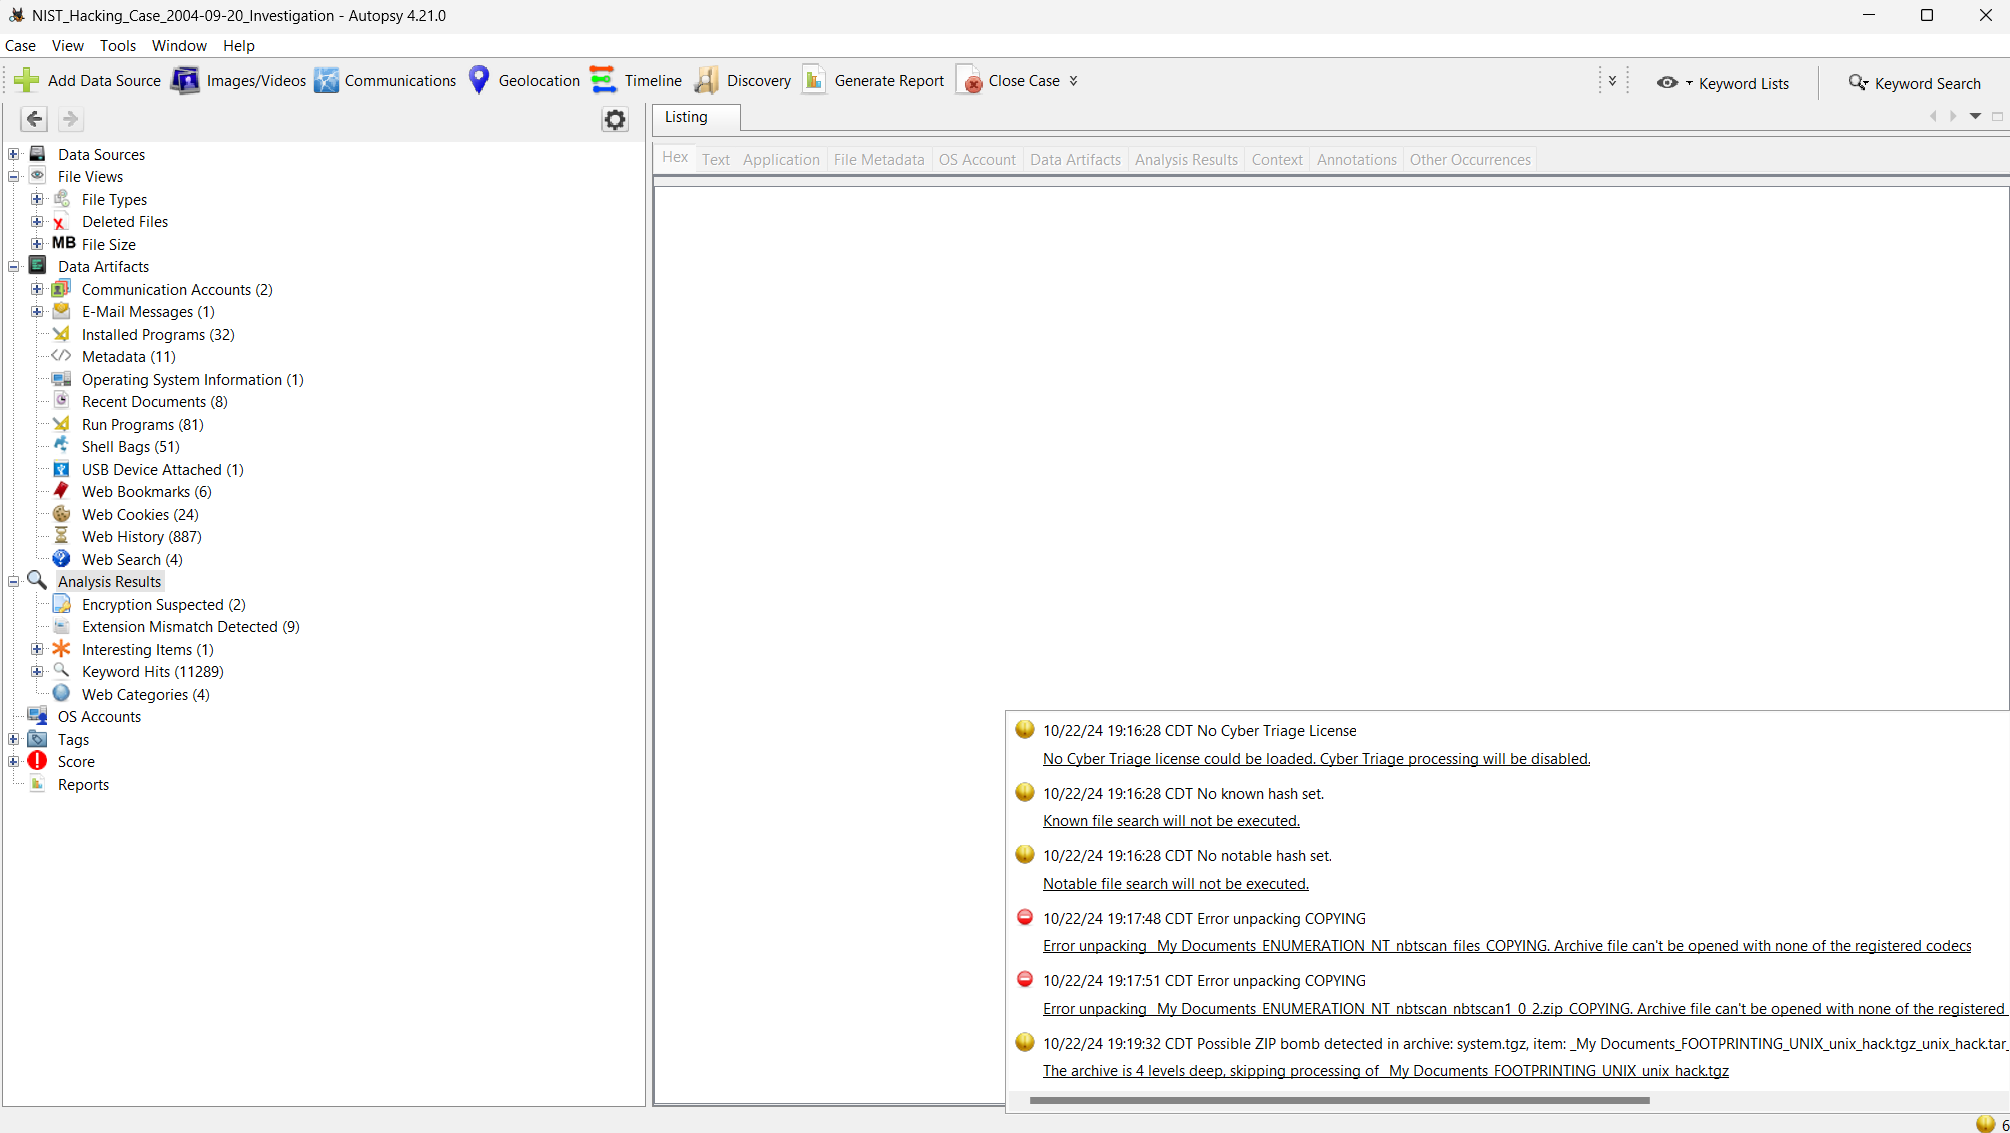 NIST_Hacking_Case_2004-09-20_Investigation - Autopsy 4.21.0
Case View Tools Window Help
Add Data Source Images/Videos Communications Geolocation Timeline Discovery Generate Report Close Case Keyword Lists Keyword Search
Listing
Hex Text Application File Metadata OS Account Data Artifacts Analysis Results Context Annotations Other Occurrences
Data Sources
File Views
File Types
Deleted Files
MB File Size
Data Artifacts
Communication Accounts (2)
E-Mail Messages (1)
Installed Programs (32)
Metadata (11)
Operating System Information (1)
Recent Documents (8)
Run Programs (81)
Shell Bags (51)
USB Device Attached (1)
Web Bookmarks (6)
Web Cookies (24)
Web History (887)
Web Search (4)
Analysis Results
Encryption Suspected (2)
Extension Mismatch Detected (9)
Interesting Items (1)
Keyword Hits (11289)
Web Categories (4)
OS Accounts
Tags
Score
Reports
10/22/24 19:16:28 CDT No Cyber Triage License
No Cyber Triage license could be loaded. Cyber Triage processing will be disabled.
10/22/24 19:16:28 CDT No known hash set.
Known file search will not be executed.
10/22/24 19:16:28 CDT No notable hash set.
Notable file search will not be executed.
10/22/24 19:17:48 CDT Error unpacking COPYING
Error unpacking _My Documents_ENUMERATION_NT_nbtscan_files_COPYING. Archive file can't be opened with none of the registered codecs
10/22/24 19:17:51 CDT Error unpacking COPYING
Error unpacking _My Documents_ENUMERATION_NT_nbtscan_nbtscan1_0_2.zip_COPYING. Archive file can't be opened with none of the registered
10/22/24 19:19:32 CDT Possible ZIP bomb detected in archive: system.tgz, item: _My Documents_FOOTPRINTING_UNIX_unix_hack.tgz_unix_hack.tar_
The archive is 4 levels deep, skipping processing of _My Documents_FOOTPRINTING_UNIX_unix_hack.tgz
6